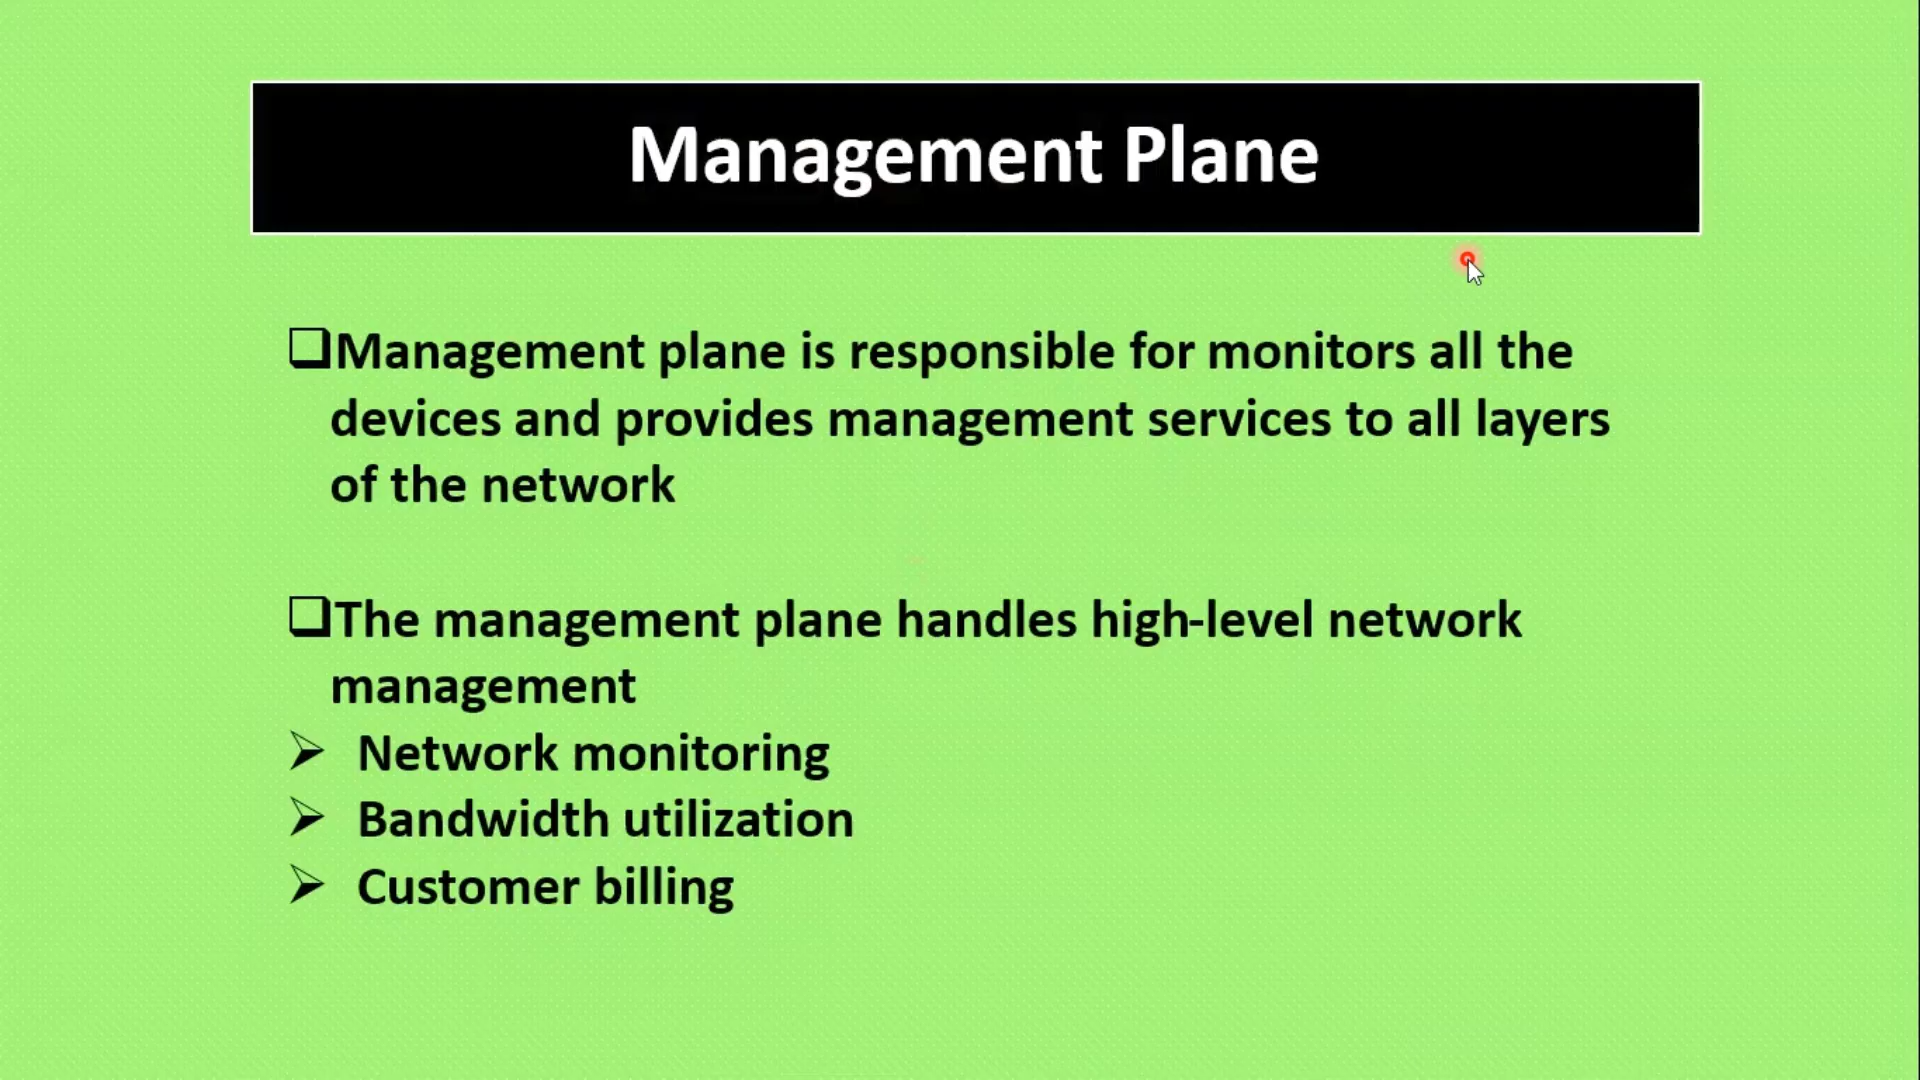 Management Plane
Management plane is responsible for monitors all the
devices and provides management services to all layers
of the network
The management plane handles high-level network
management
Network monitoring
Bandwidth utilization
Customer billing